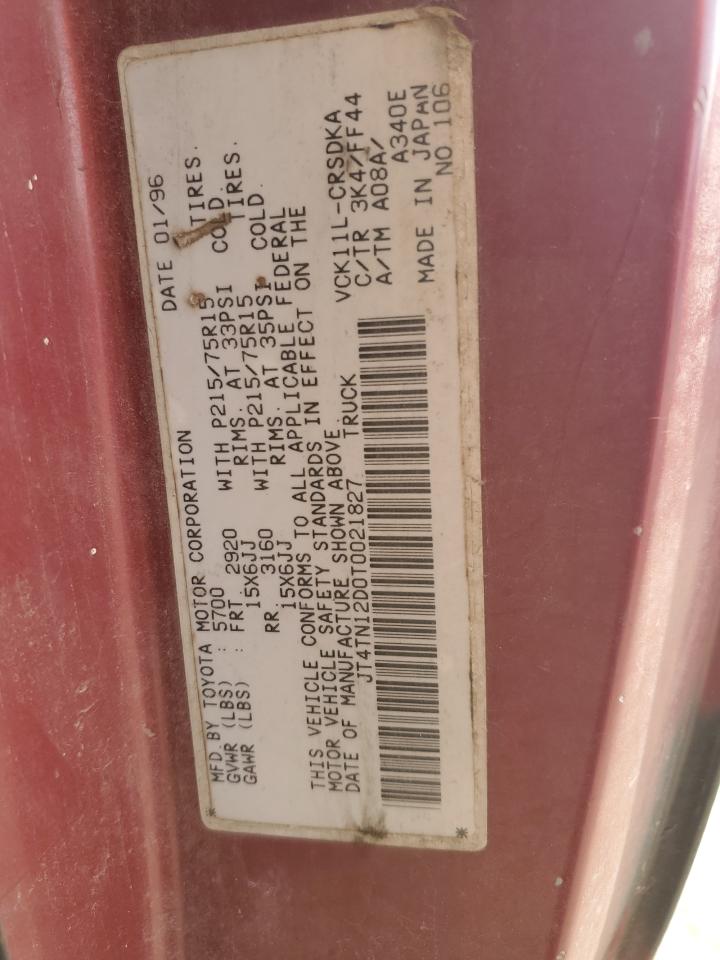 MFD.BY TOYOTA MOTOR CORPORATION DATE 01/96
GVWR (LBS) : 5700
GAWR (LBS) : FRT. 2920 WITH P215/75R15 TIRES.
15X6JJ RIMS. AT 33PSI COLD.
RR. 3160 WITH P215/75R15 TIRES.
15X6JJ RIMS. AT 35PSI COLD.
THIS VEHICLE CONFORMS TO ALL APPLICABLE FEDERAL
MOTOR VEHICLE SAFETY STANDARDS IN EFFECT ON THE
DATE OF MANUFACTURE SHOWN ABOVE.
JT4TN12D0T0021827 TRUCK
VCK11L-CRSDKA
C/TR 3K4/FF44
A/TM A08A/
A340E
MADE IN JAPAN
NO 106